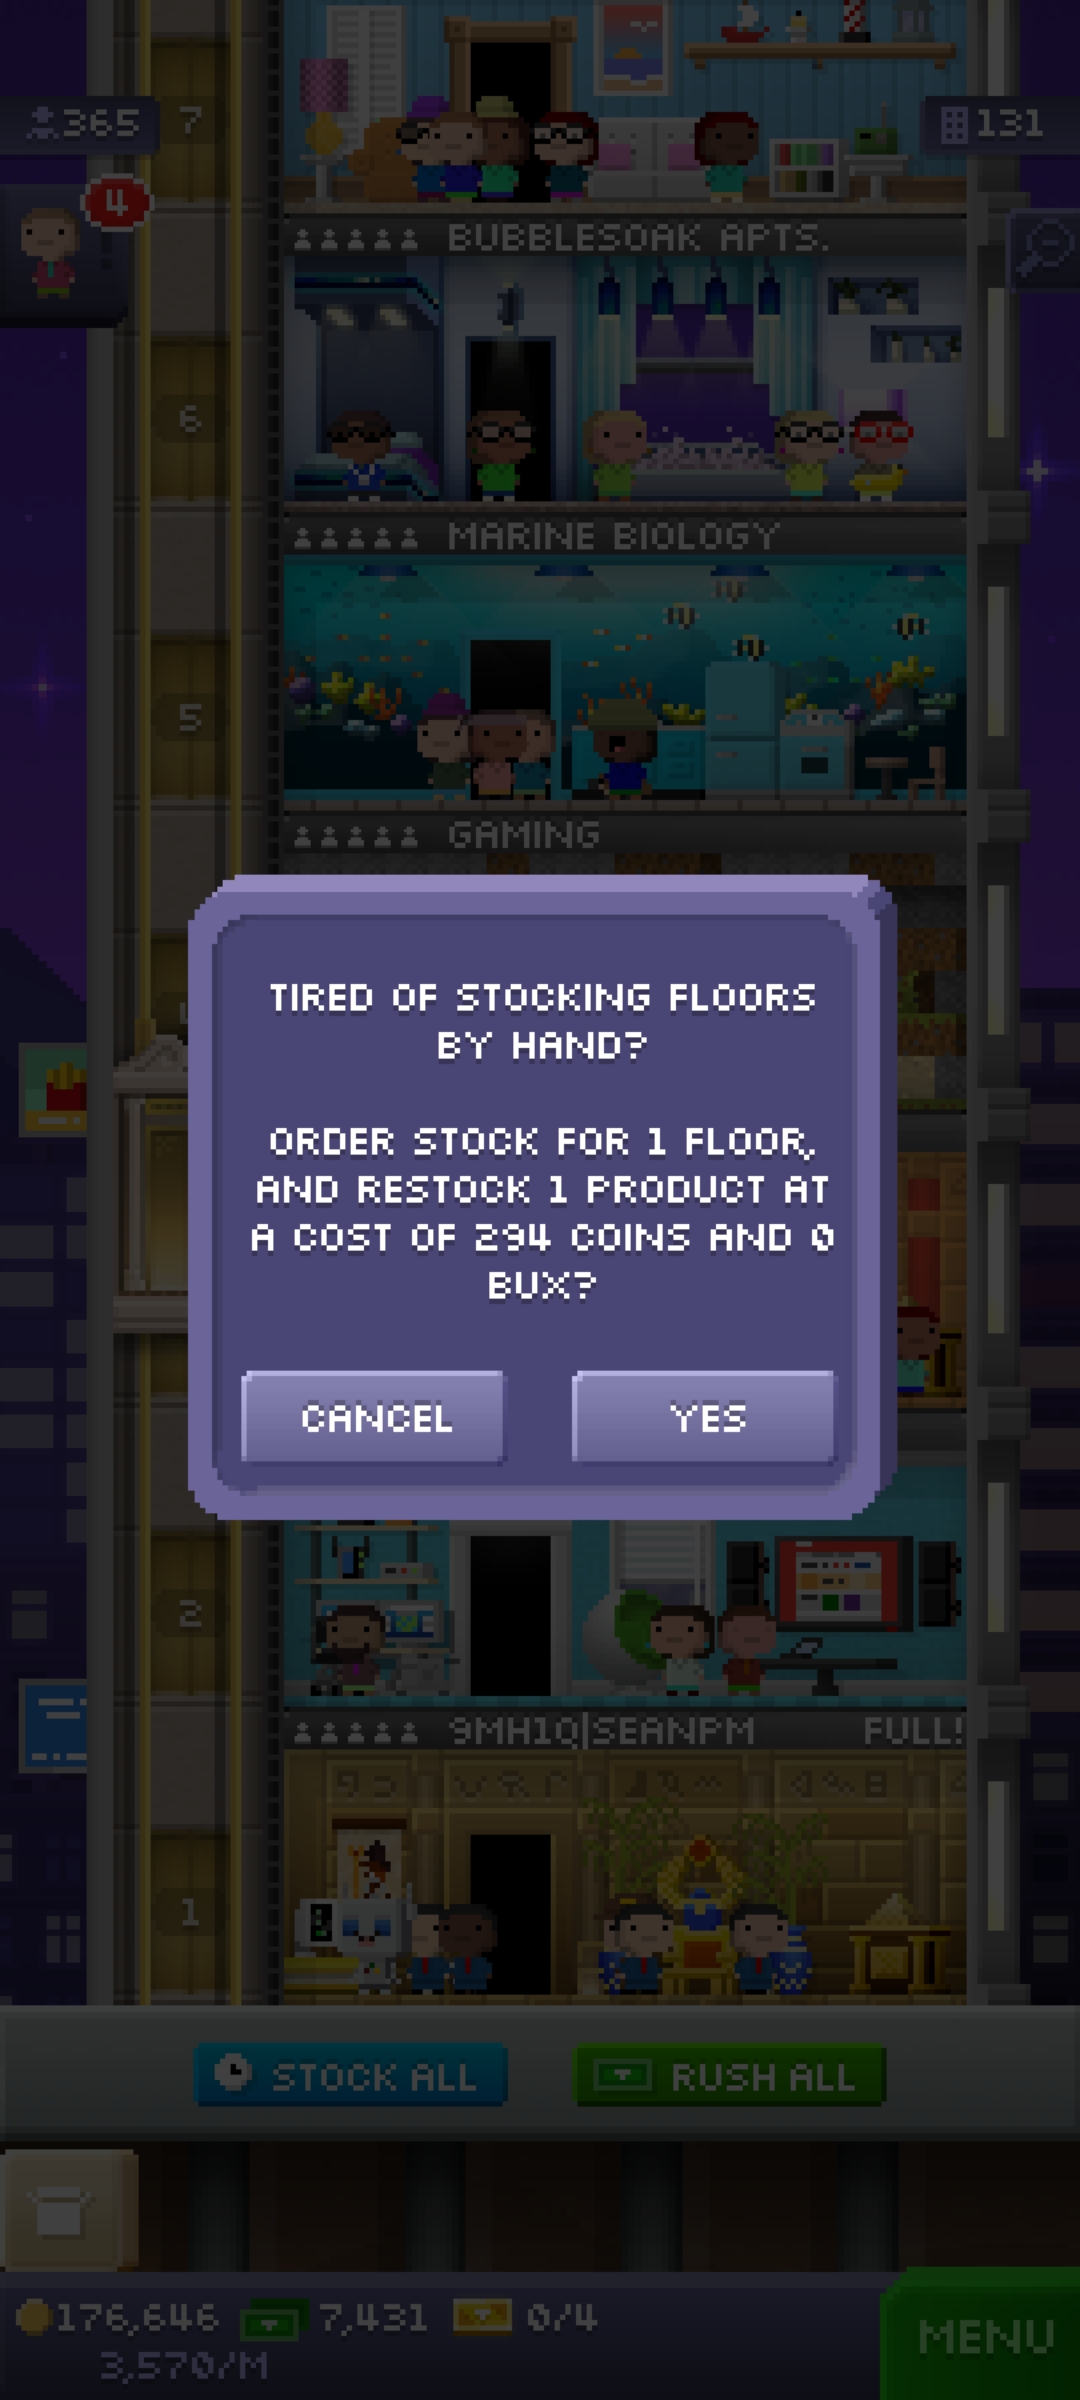 365
7
131
4
BUBBLESOAK APTS.
6
MARINE BIOLOGY
5
GAMING
TIRED OF STOCKING FLOORS
BY HAND?
ORDER STOCK FOR 1 FLOOR,
AND RESTOCK 1 PRODUCT AT
A COST OF 294 COINS AND 0
BUX?
CANCEL
YES
2
9MH1Q|SEANPM
FULL!
1
STOCK ALL
RUSH ALL
176,646
7,431
0/4
3,570/M
MENU